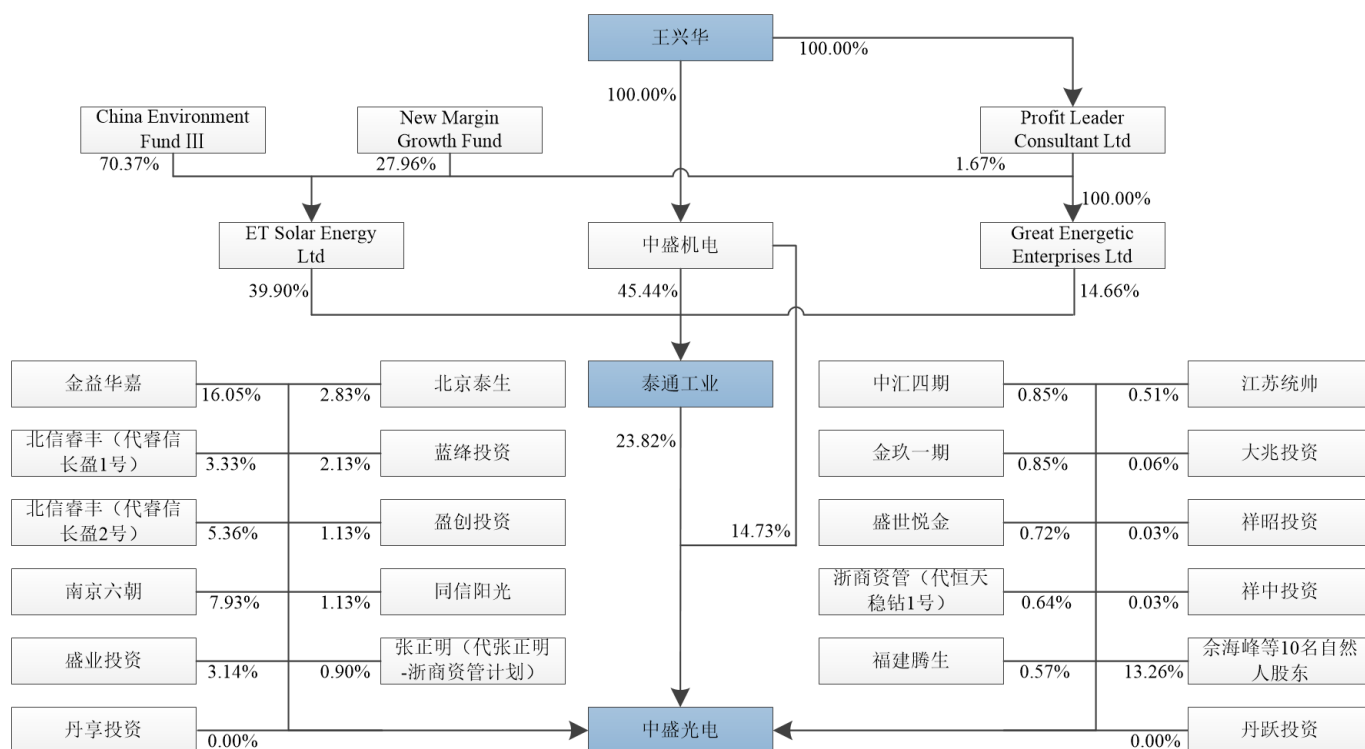 王兴华
100.00%
100.00%
China Environment
Fund Ⅲ
New Margin
Growth Fund
Profit Leader
Consultant Ltd
70.37%
27.96%
1.67%
100.00%
ET Solar Energy
Ltd
中盛机电
Great Energetic
Enterprises Ltd
39.90%
45.44%
14.66%
金益华嘉
16.05%
2.83%
北京泰生
泰通工业
中汇四期
0.85%
0.51%
江苏统帅
23.82%
北信睿丰（代睿信
长盈1号）
3.33%
2.13%
蓝绛投资
金玖一期
0.85%
0.06%
大兆投资
北信睿丰（代睿信
长盈2号）
5.36%
1.13%
盈创投资
14.73%
盛世悦金
0.72%
0.03%
祥昭投资
南京六朝
7.93%
1.13%
同信阳光
浙商资管（代恒天
稳钻1号）
0.64%
0.03%
祥中投资
盛业投资
3.14%
0.90%
张正明（代张正明
-浙商资管计划）
福建腾生
0.57%
13.26%
佘海峰等10名自然
人股东
丹享投资
0.00%
中盛光电
0.00%
丹跃投资